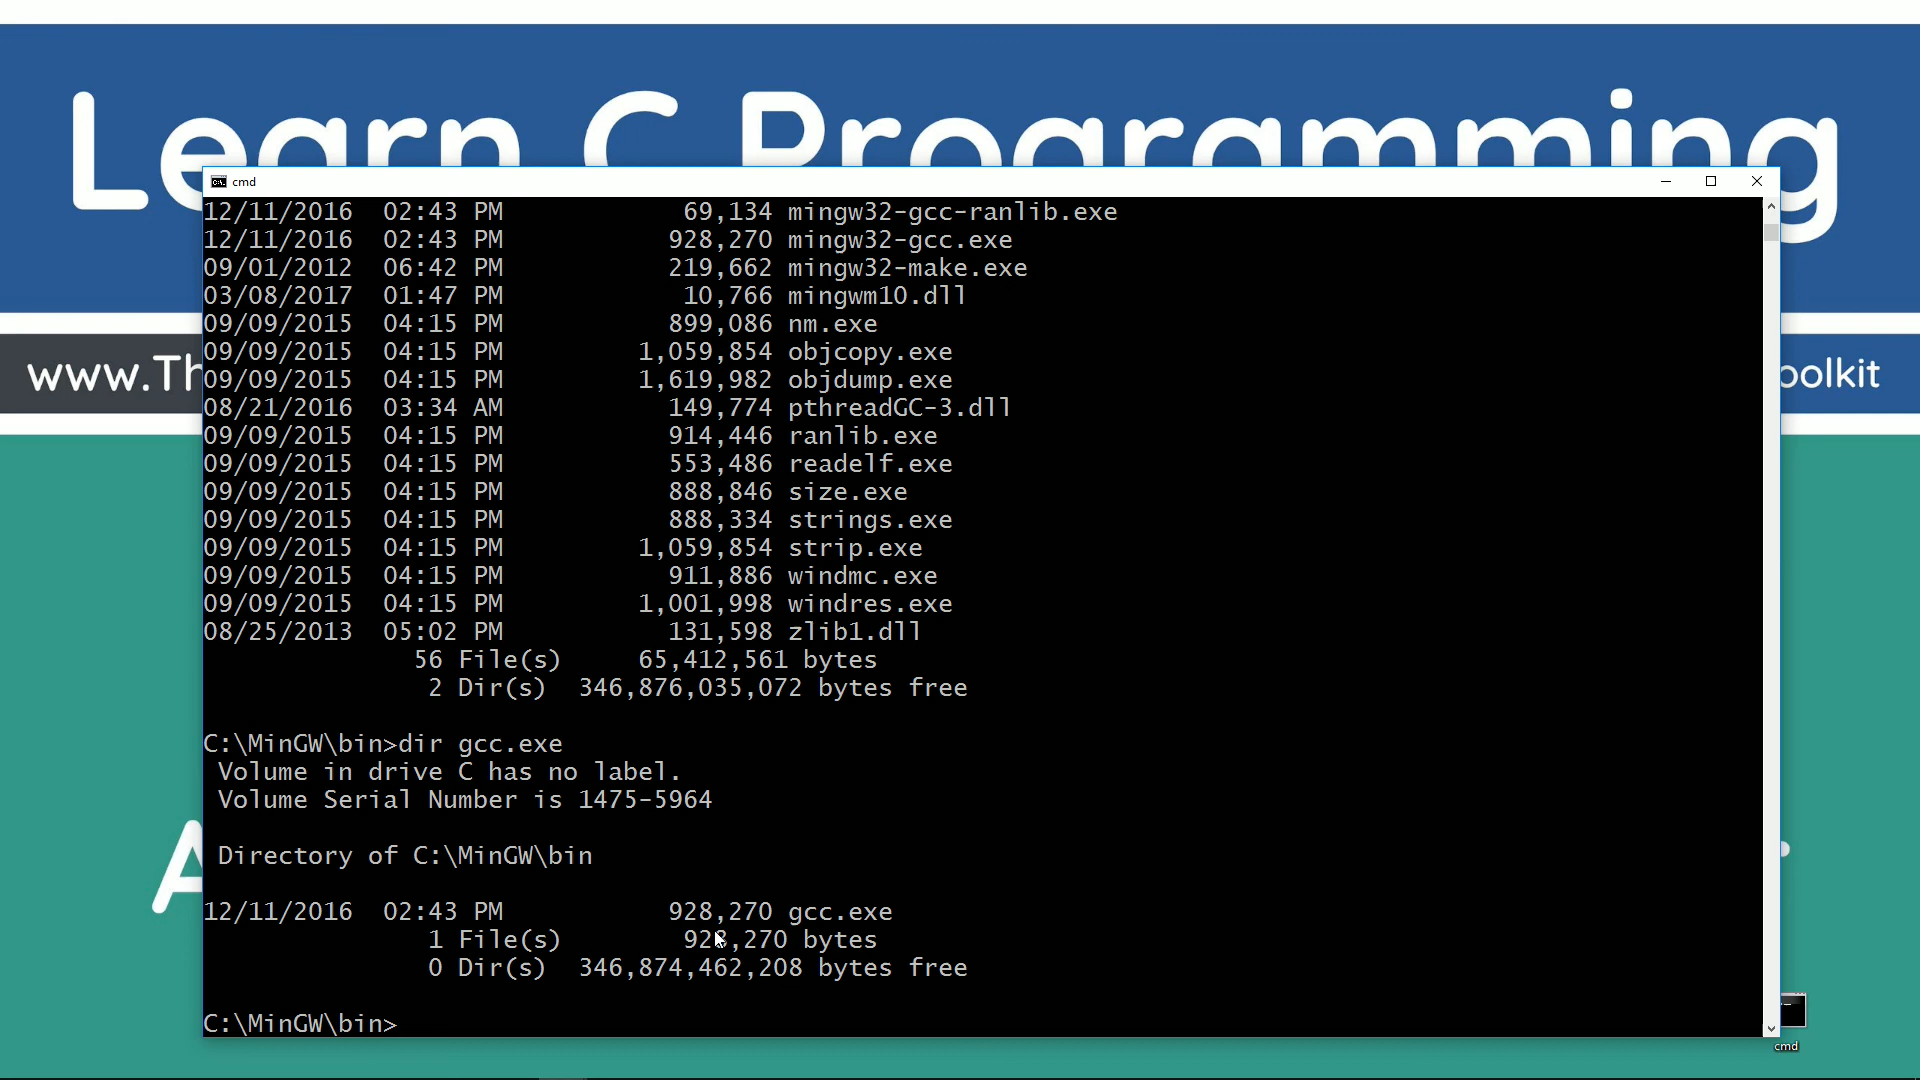 Learn C Programming
cmd
12/11/2016  02:43 PM            69,134 mingw32-gcc-ranlib.exe
12/11/2016  02:43 PM           928,270 mingw32-gcc.exe
09/01/2012  06:42 PM           219,662 mingw32-make.exe
03/08/2017  01:47 PM            10,766 mingwm10.dll
09/09/2015  04:15 PM           899,086 nm.exe
09/09/2015  04:15 PM         1,059,854 objcopy.exe
09/09/2015  04:15 PM         1,619,982 objdump.exe
08/21/2016  03:34 AM           149,774 pthreadGC-3.dll
09/09/2015  04:15 PM           914,446 ranlib.exe
09/09/2015  04:15 PM           553,486 readelf.exe
09/09/2015  04:15 PM           888,846 size.exe
09/09/2015  04:15 PM           888,334 strings.exe
09/09/2015  04:15 PM         1,059,854 strip.exe
09/09/2015  04:15 PM           911,886 windmc.exe
09/09/2015  04:15 PM         1,001,998 windres.exe
08/25/2013  05:02 PM           131,598 zlib1.dll
56 File(s)     65,412,561 bytes
2 Dir(s)  346,876,035,072 bytes free
C:\MinGW\bin>dir gcc.exe
Volume in drive C has no label.
Volume Serial Number is 1475-5964
Directory of C:\MinGW\bin
12/11/2016  02:43 PM           928,270 gcc.exe
1 File(s)        928,270 bytes
0 Dir(s)  346,874,462,208 bytes free
C:\MinGW\bin>
cmd